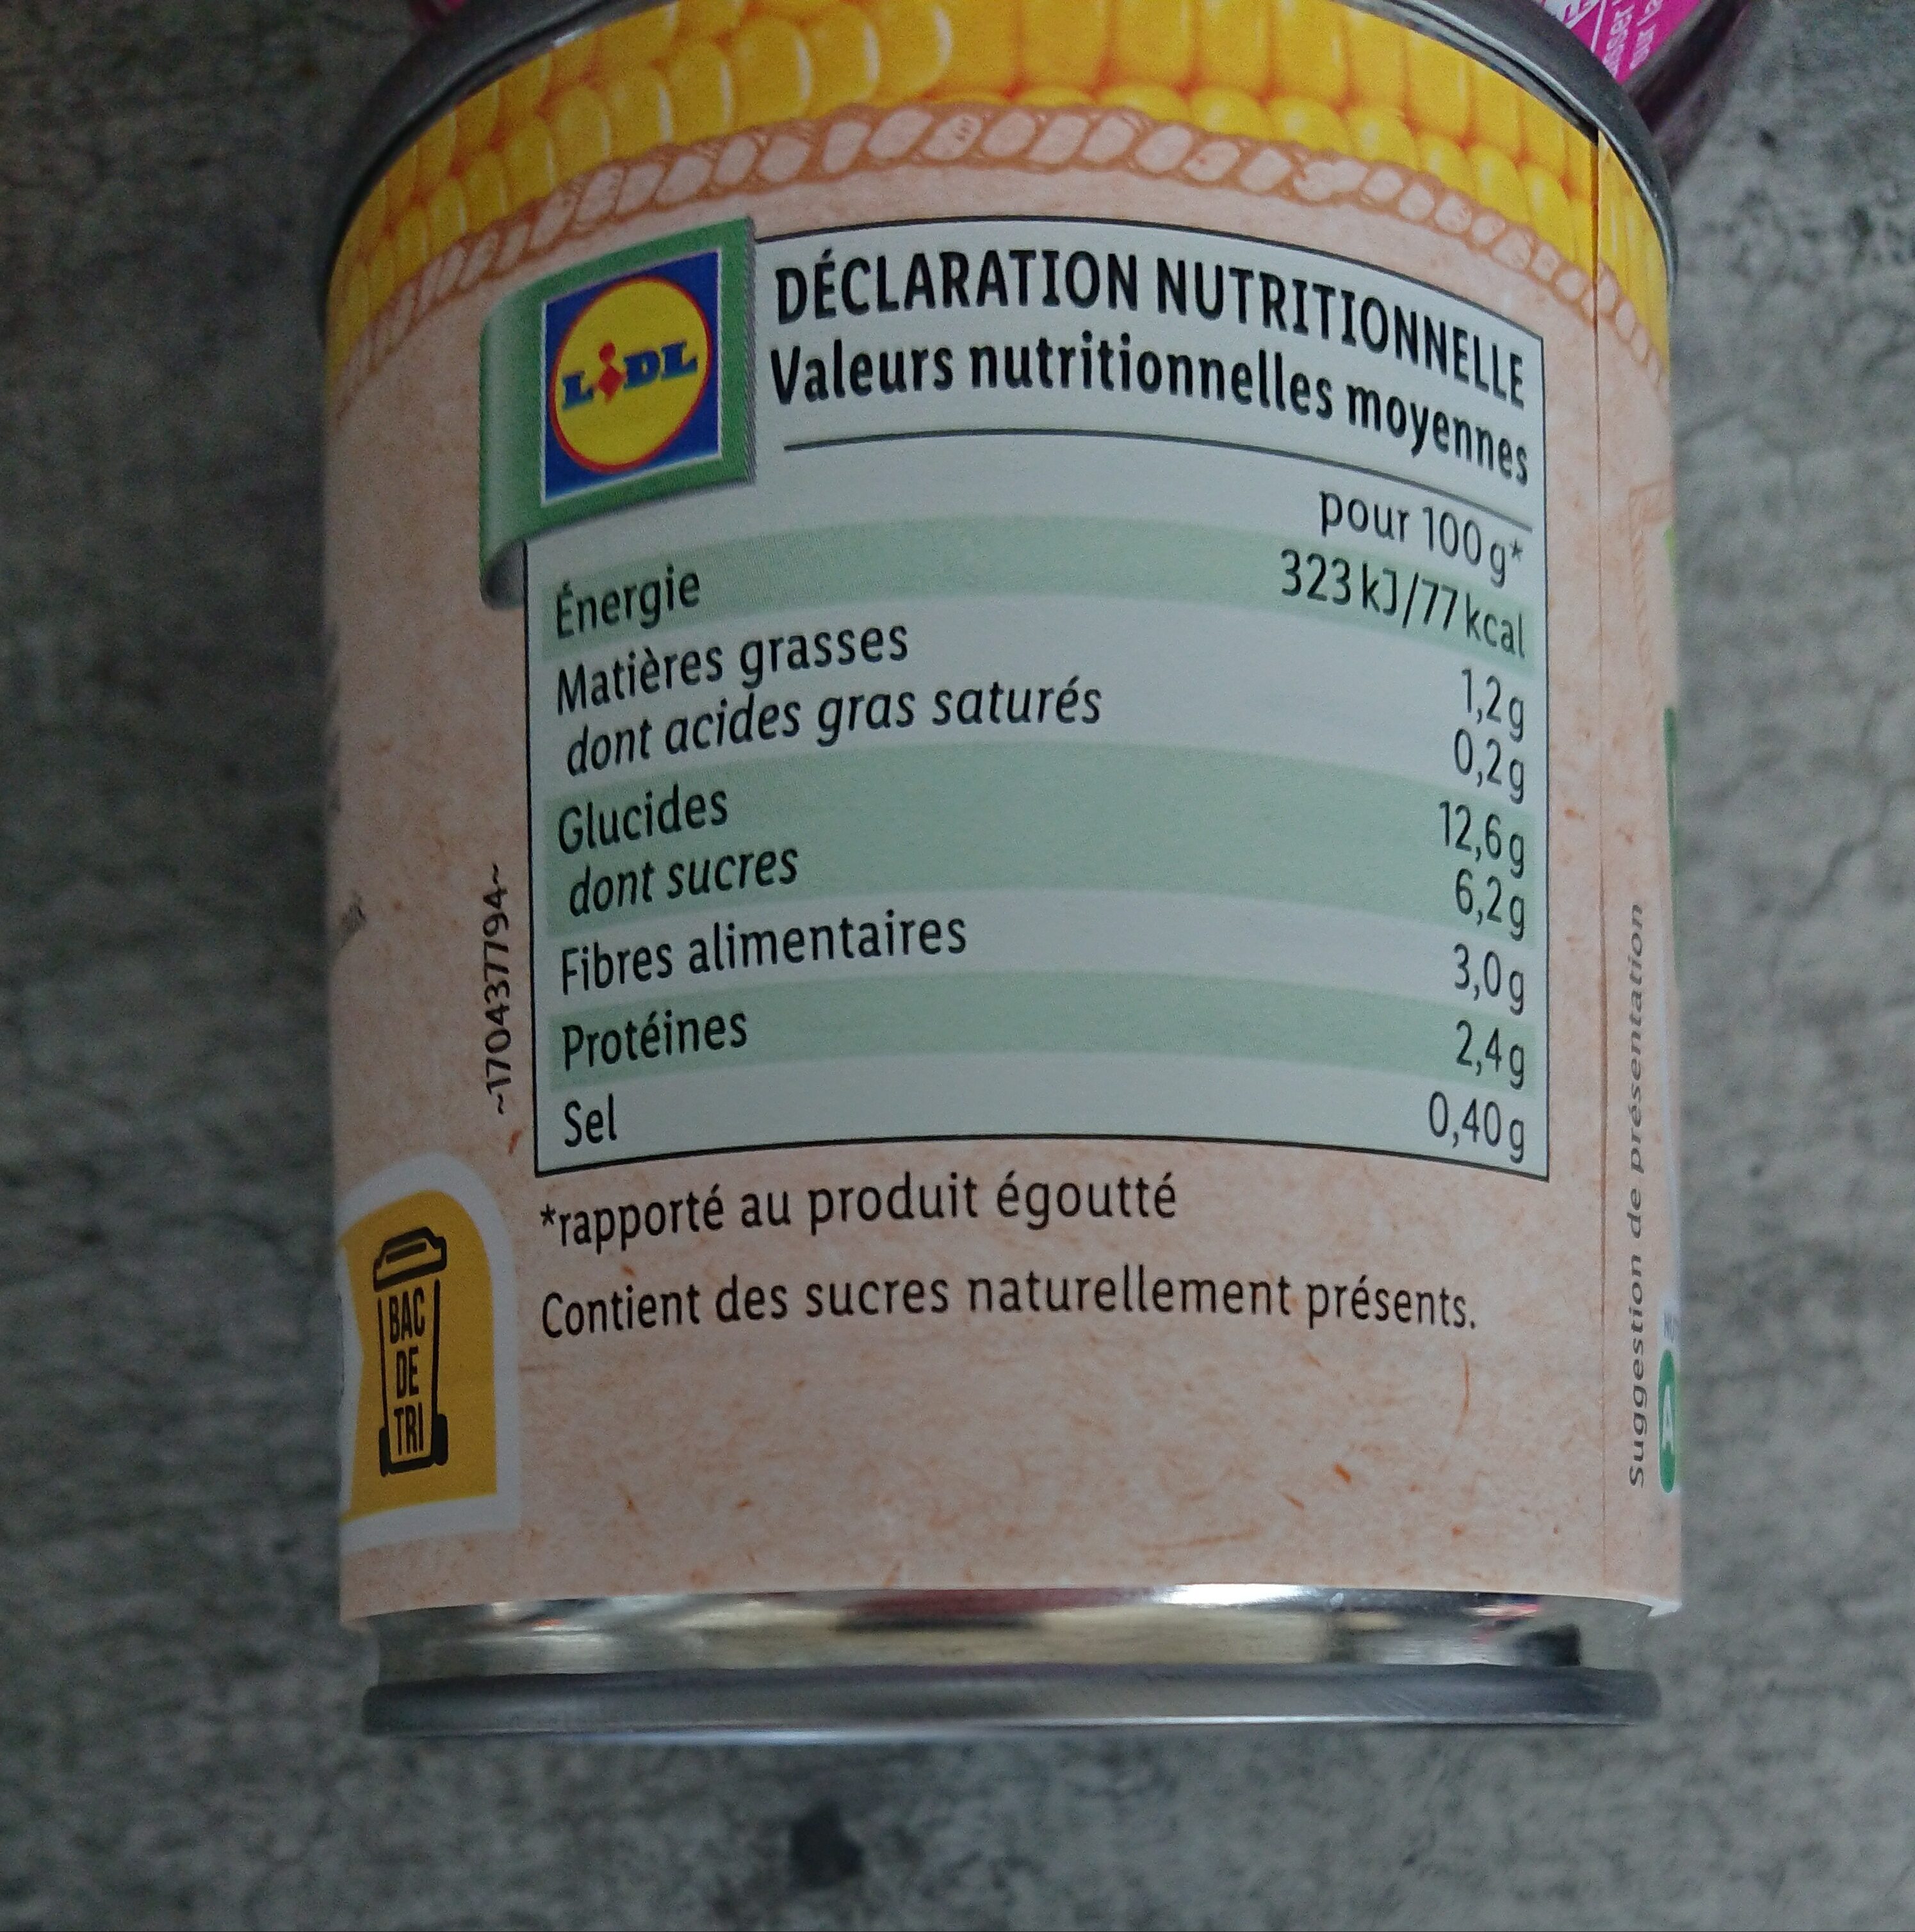 LIDL
DÉCLARATION NUTRITIONNELLE
Valeurs nutritionnelles moyennes
pour 100 g*
Énergie 323 kJ/77 kcal
Matières grasses 1,2 g
dont acides gras saturés 0,2 g
Glucides 12,6 g
dont sucres 6,2 g
Fibres alimentaires 3,0 g
Protéines 2,4 g
Sel 0,40 g
*rapporté au produit égoutté
Contient des sucres naturellement présents.
~170437794~
BAC
DE
TRI
Suggestion de présentation
A